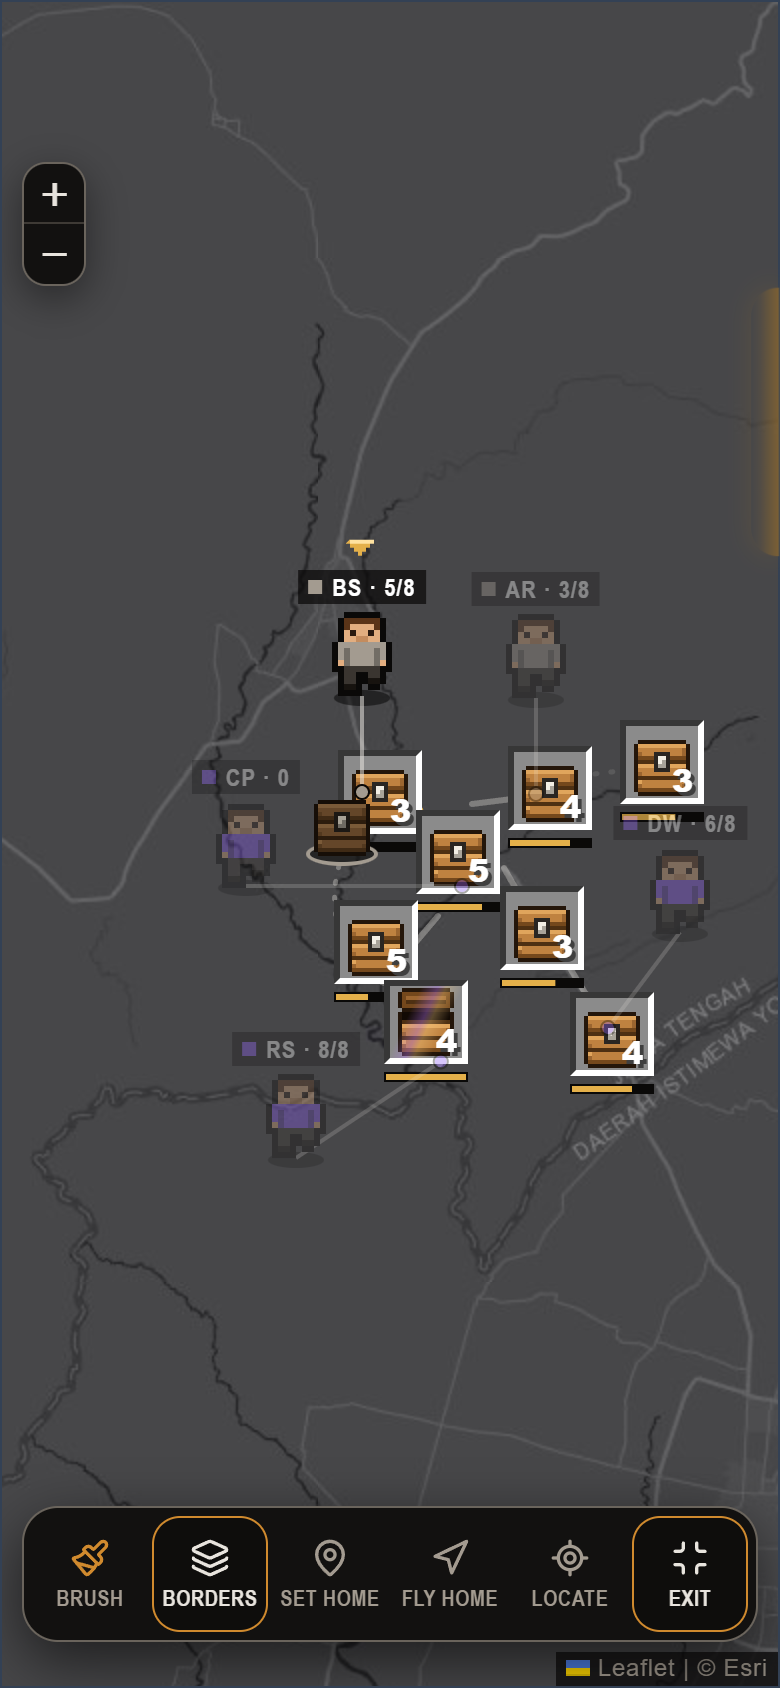 +
−
BS · 5/8
AR · 3/8
CP · 0
3
4
3
DW · 6/8
5
5
3
4
4
RS · 8/8
TENGAH
DAERAH ISTIMEWA
BRUSH
BORDERS
SET HOME
FLY HOME
LOCATE
EXIT
Leaflet | © Esri